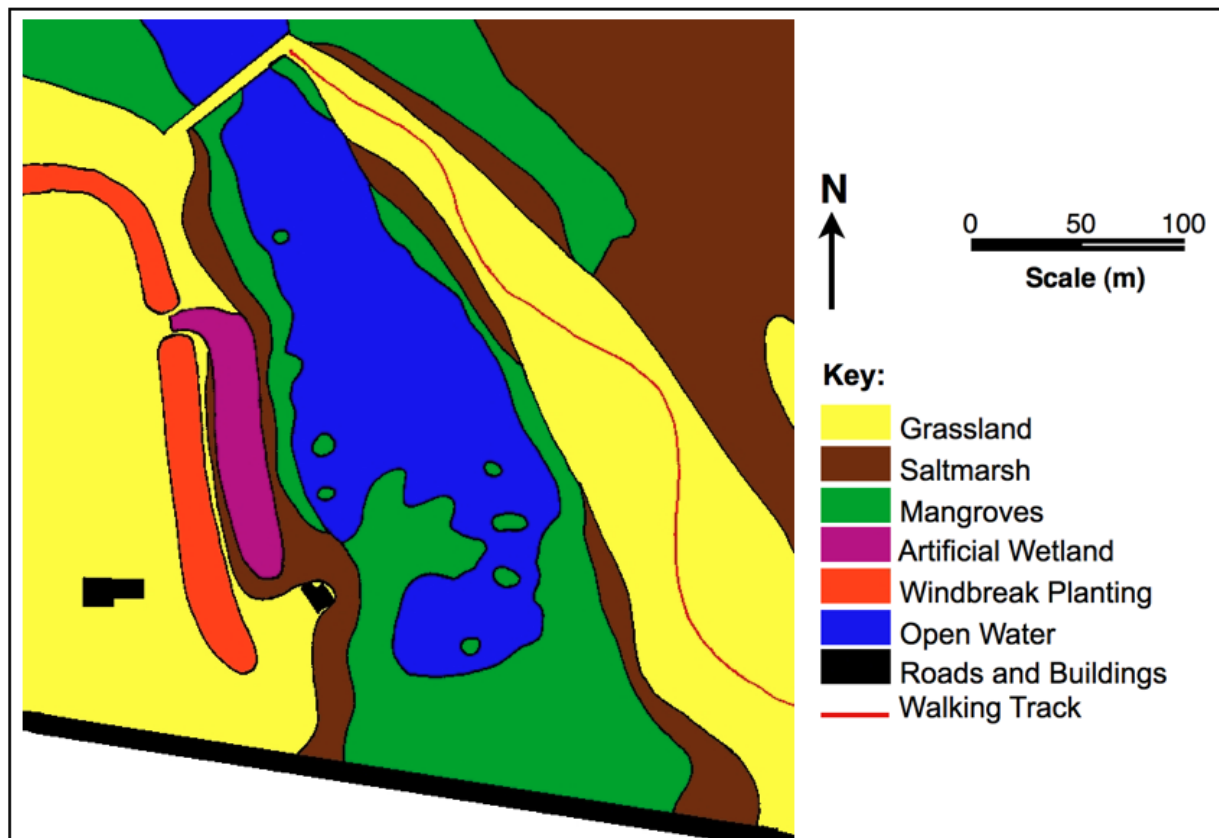 N
0 50 100
Scale (m)
Key:
Grassland
Saltmarsh
Mangroves
Artificial Wetland
Windbreak Planting
Open Water
Roads and Buildings
Walking Track